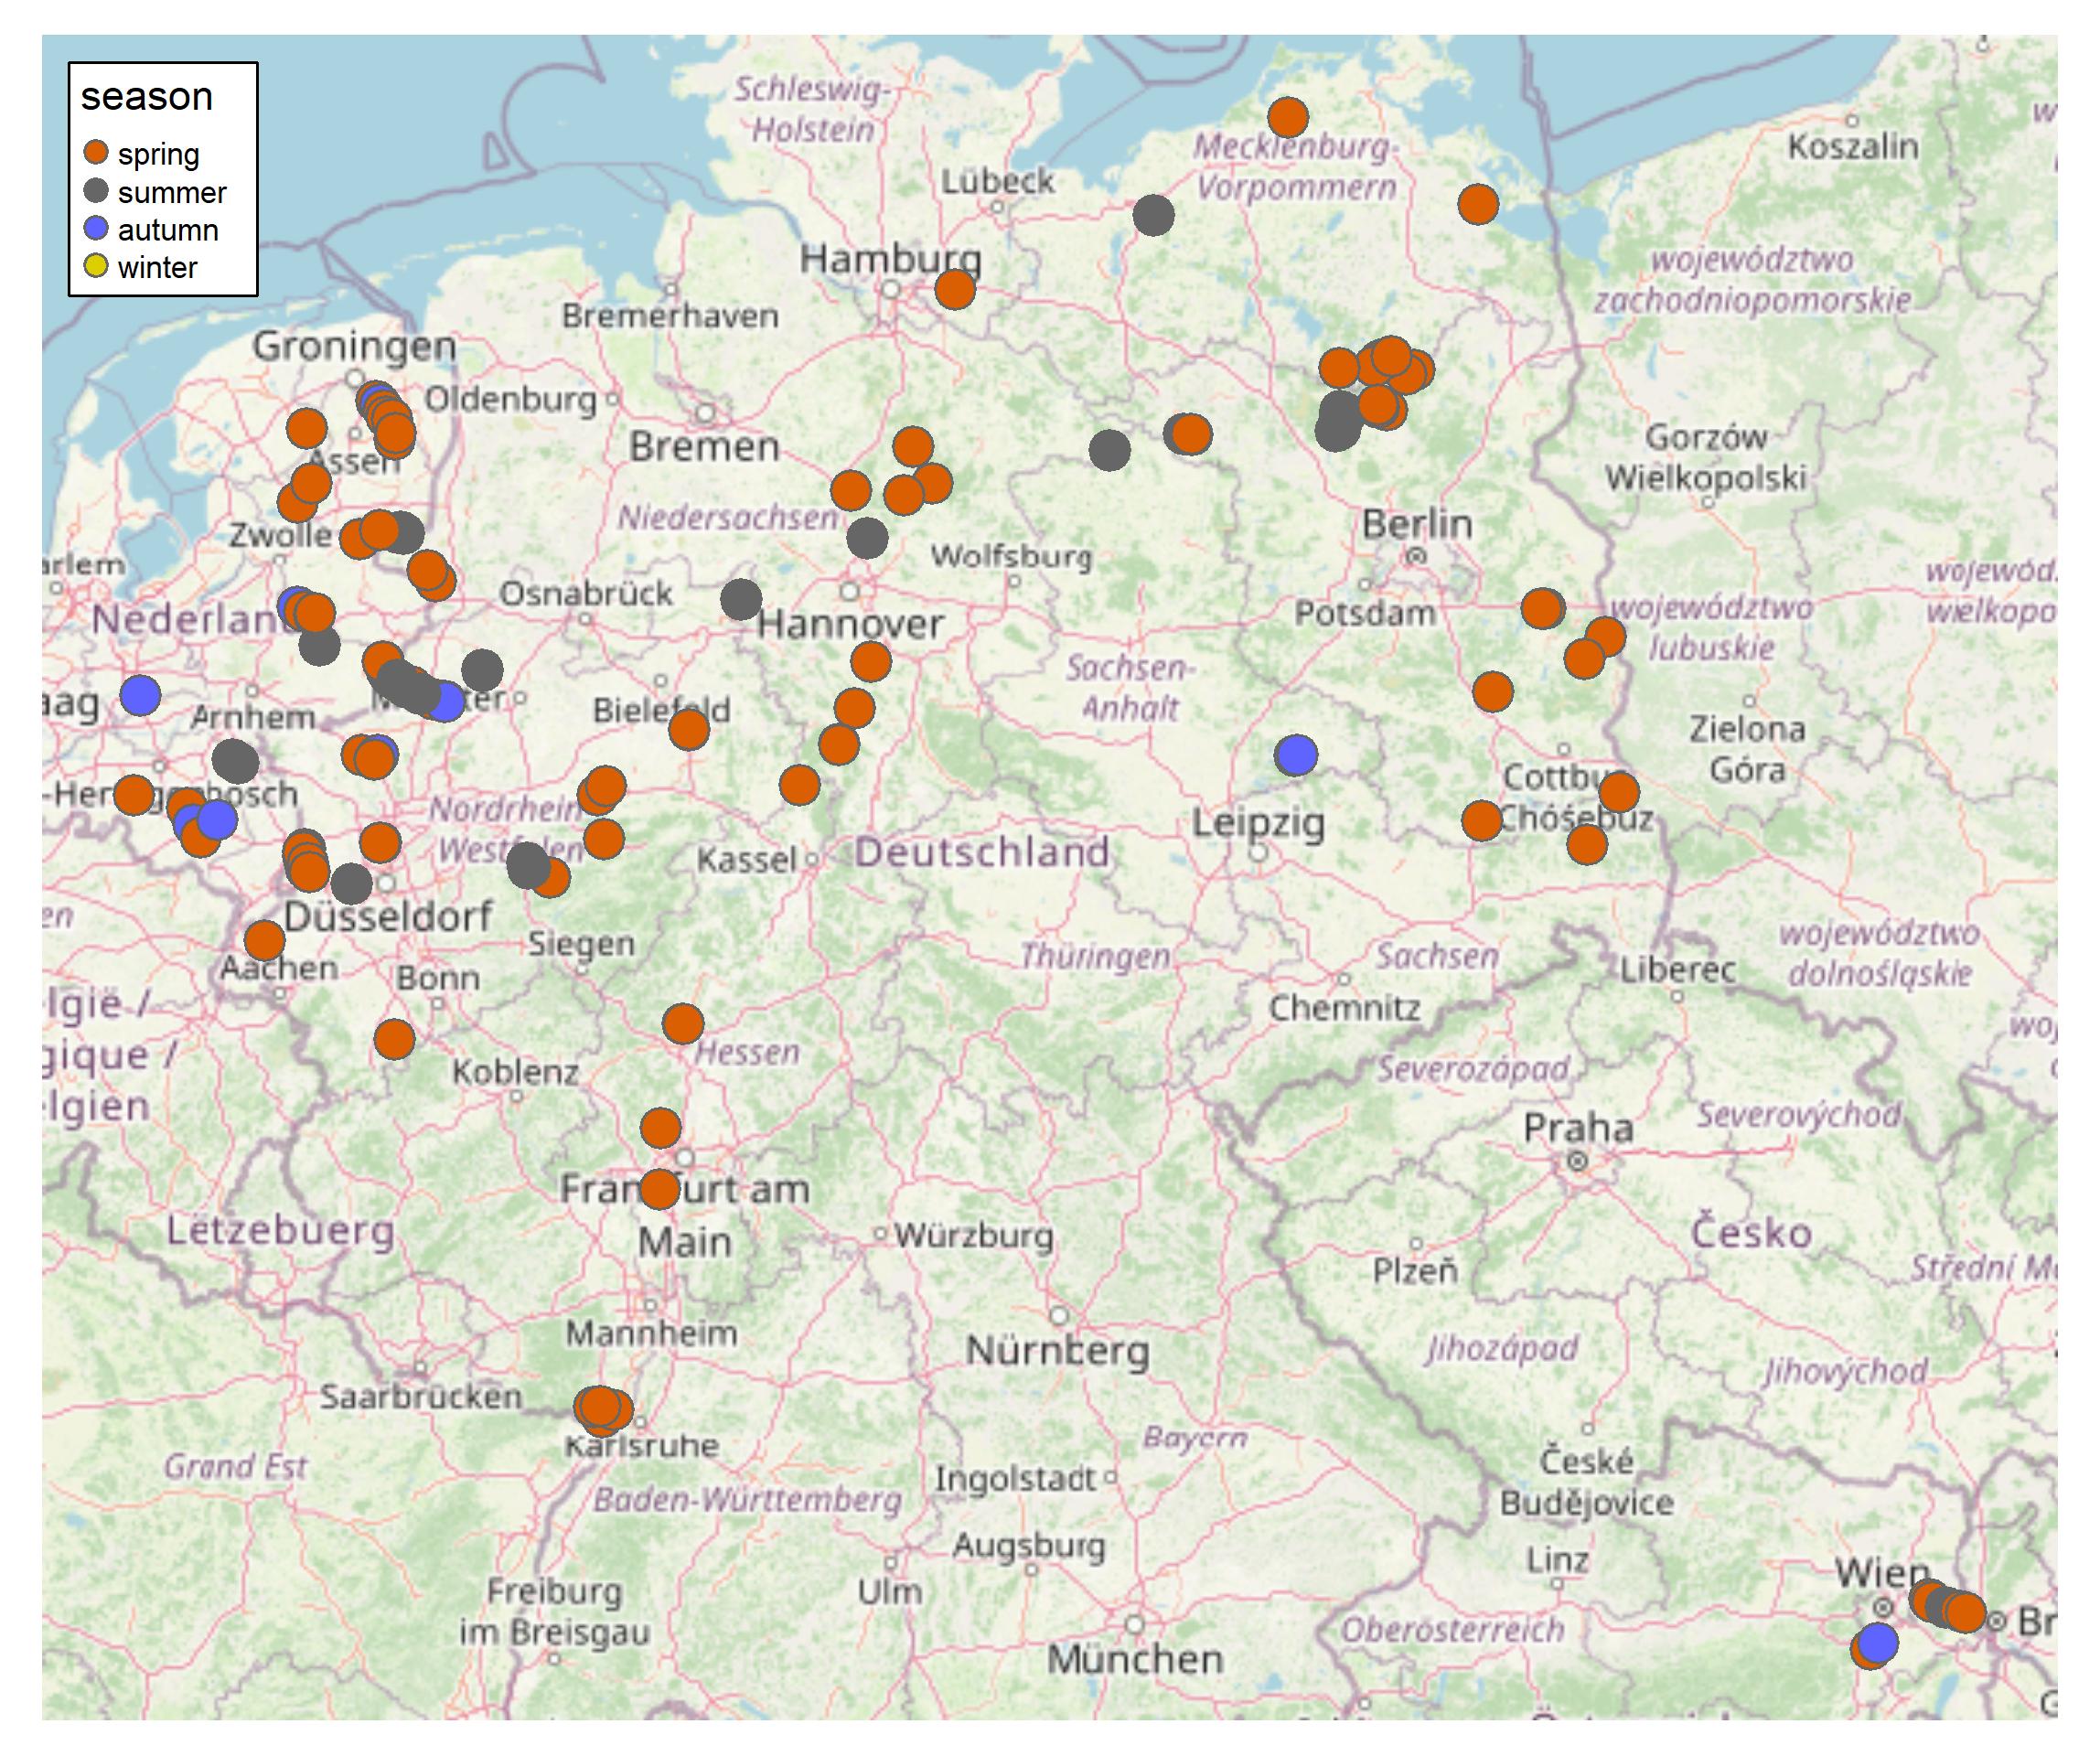 season
spring
summer
autumn
winter
Schleswig-
Holstein
Mecklenburg-
Vorpommern
Koszalin
Lübeck
Hamburg
województwo
zachodniopomorskie
Bremerhaven
Groningen
Oldenburg
Bremen
Assen
Gorzów
Wielkopolski
Niedersachsen
Zwolle
Berlin
Wolfsburg
arlem
Osnabrück
wojewód.
wielkopo
Nederland
Hannover
Potsdam
województwo
lubuskie
Sachsen-
Anhalt
aag
Arnhem
ter
Bielefeld
Zielona
Góra
Cottbu
Chóśebuz
-Her
bosch
Nordrhein
Westfalen
Leipzig
Kassel
Deutschland
en
Düsseldorf
Siegen
Thüringen
Sachsen
województwo
dolnośląskie
Liberec
Aachen
Bonn
Chemnitz
lgië /
gique /
lgien
woj
Hessen
Koblenz
Severozápad
Severovýchod
Praha
Frankfurt am
Main
Lëtzebuerg
Würzburg
Česko
Plzeň
Střední Mo
Mannheim
Nürnberg
Jihozápad
Jihovýchod
Saarbrücken
Karlsruhe
Bayern
Grand Est
Ingolstadt
České
Budějovice
Baden-Württemberg
Augsburg
Linz
Wien
Freiburg
im Breisgau
Ulm
Br
Oberösterreich
München